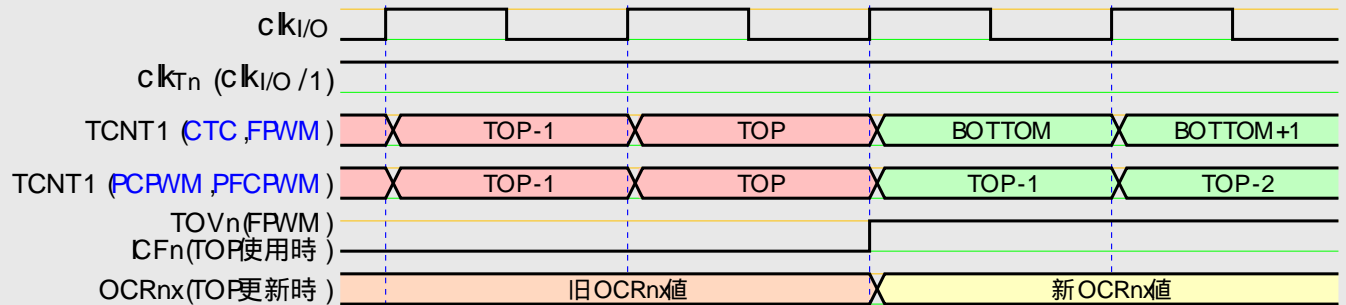 clkI/O
clkTn (clkI/O /1)
TCNT1 (CTC,FPWM) TOP-1 TOP BOTTOM BOTTOM+1
TCNT1 (PCPWM,PFCPWM) TOP-1 TOP TOP-1 TOP-2
TOVn(FPWM)
ICFn(TOP使用時)
OCRnx(TOP更新時) 旧OCRnx値 新OCRnx値